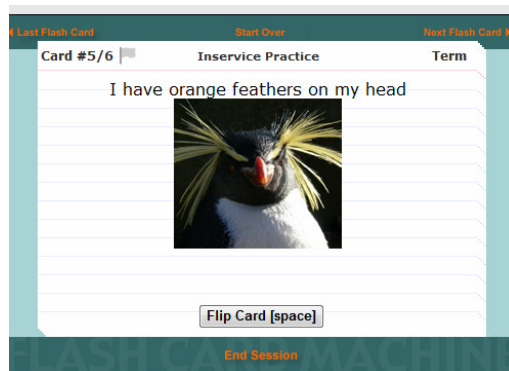 Last Flash Card Start Over Next Flash Card
Card #5/6 Inservice Practice Term
I have orange feathers on my head
Flip Card [space]
FLASH CARD MACHINE
End Session